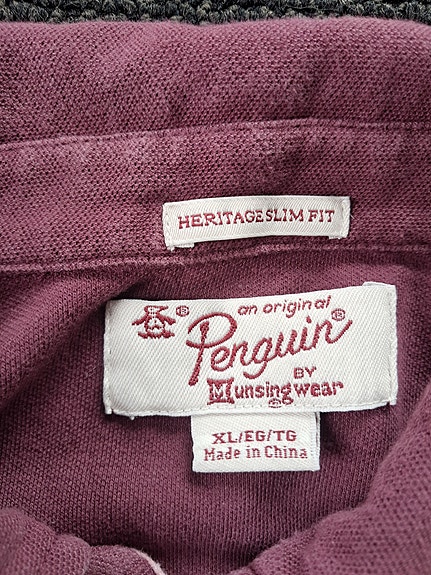 HERITAGE SLIM FIT
® an original
Penguin®
BY
Munsingwear®
XL/EG/TG
Made in China